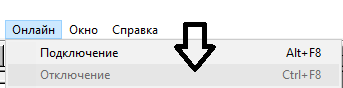 Онлайн Окно Справка
Подключение Alt+F8
Отключение Ctrl+F8